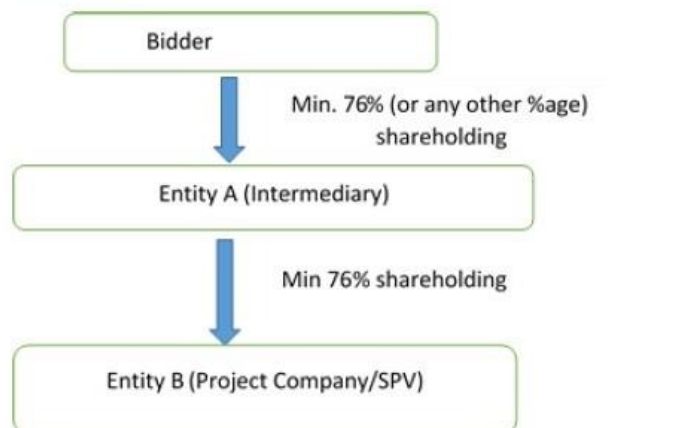 Bidder
Min. 76% (or any other %age)
shareholding
Entity A (Intermediary)
Min 76% shareholding
Entity B (Project Company/SPV)